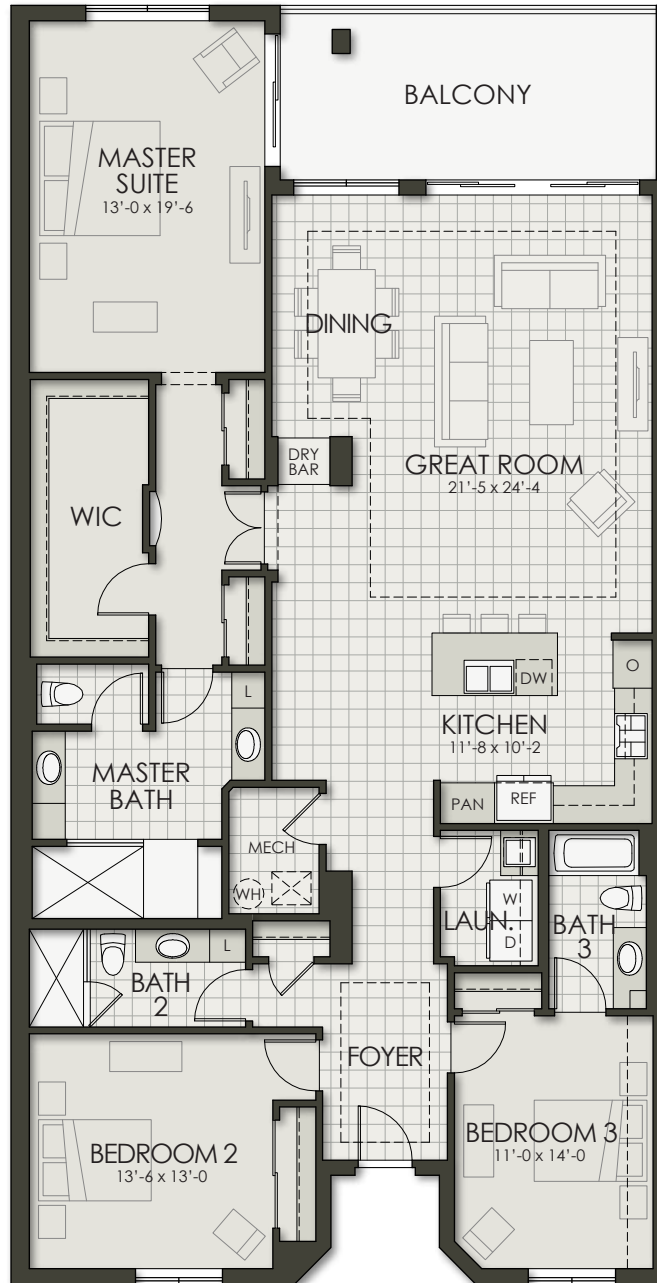 BALCONY
MASTER
SUITE
13'-0 x 19'-6
DINING
DRY
BAR
GREAT ROOM
21'-5 x 24'-4
WIC
O
DW
L
KITCHEN
11'-8 x 10'-2
MASTER
BATH
PAN
REF
MECH
WH
W
LAUN.
D
BATH
3
L
BATH
2
FOYER
BEDROOM 2
13'-6 x 13'-0
BEDROOM 3
11'-0 x 14'-0